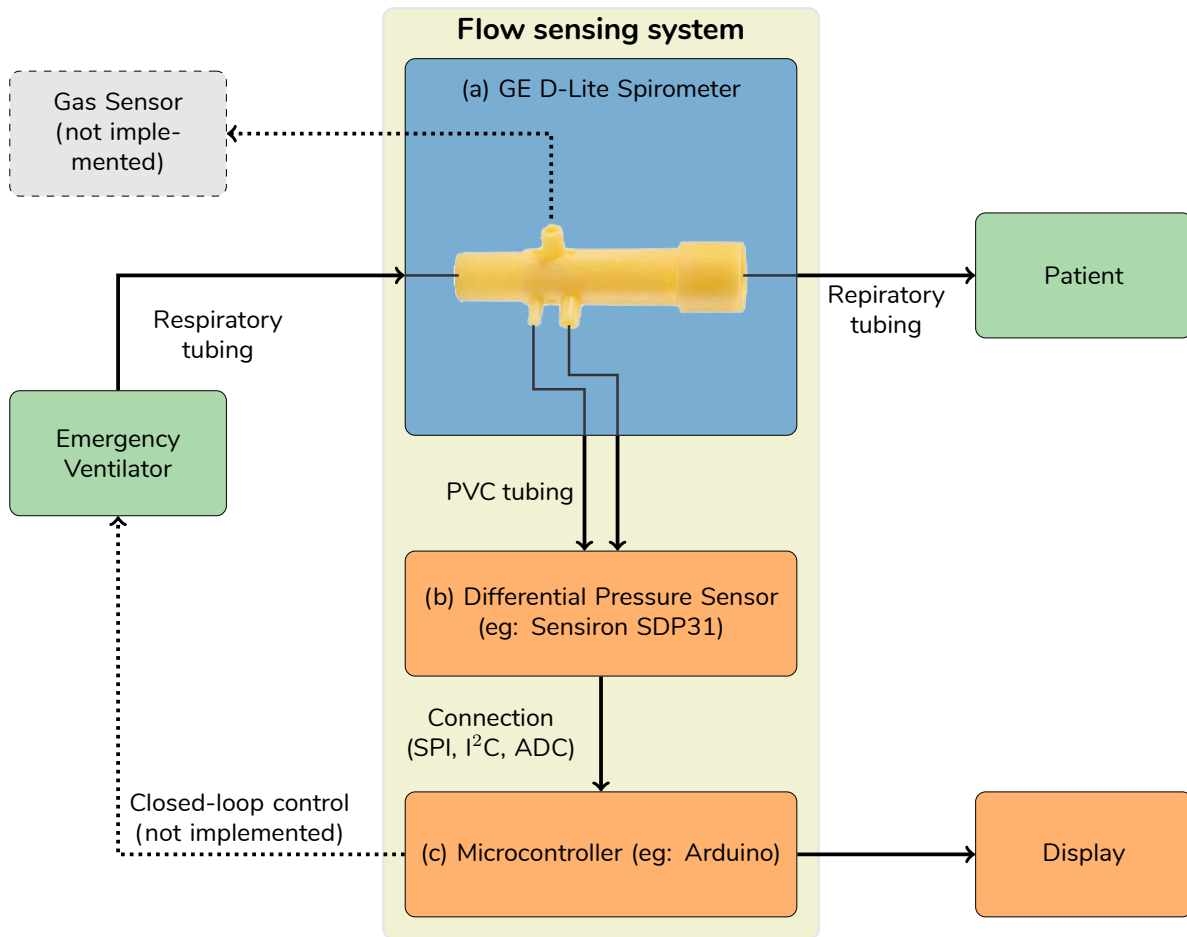 Flow sensing system
(a) GE D-Lite Spirometer
Gas Sensor
(not imple-
mented)
Respiratory
tubing
Repiratory
tubing
Patient
Emergency
Ventilator
PVC tubing
(b) Differential Pressure Sensor
(eg: Sensiron SDP31)
Connection
(SPI, I²C, ADC)
Closed-loop control
(not implemented)
(c) Microcontroller (eg: Arduino)
Display